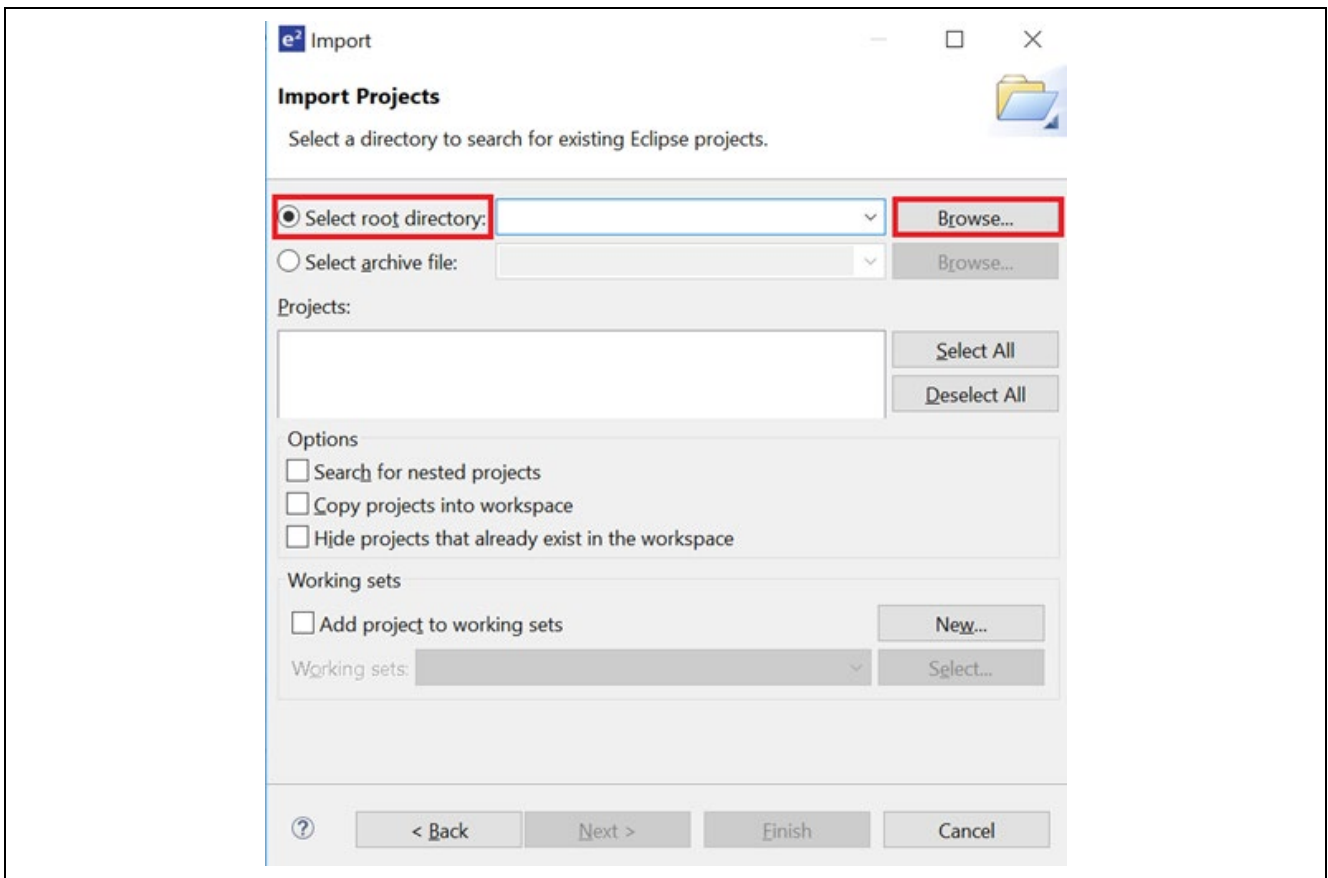 e² Import
Import Projects
Select a directory to search for existing Eclipse projects.
Select root directory: Browse...
Select archive file: Browse...
Projects:
Select All
Deselect All
Options
Search for nested projects
Copy projects into workspace
Hide projects that already exist in the workspace
Working sets
Add project to working sets New...
Working sets: Select...
? < Back Next > Finish Cancel